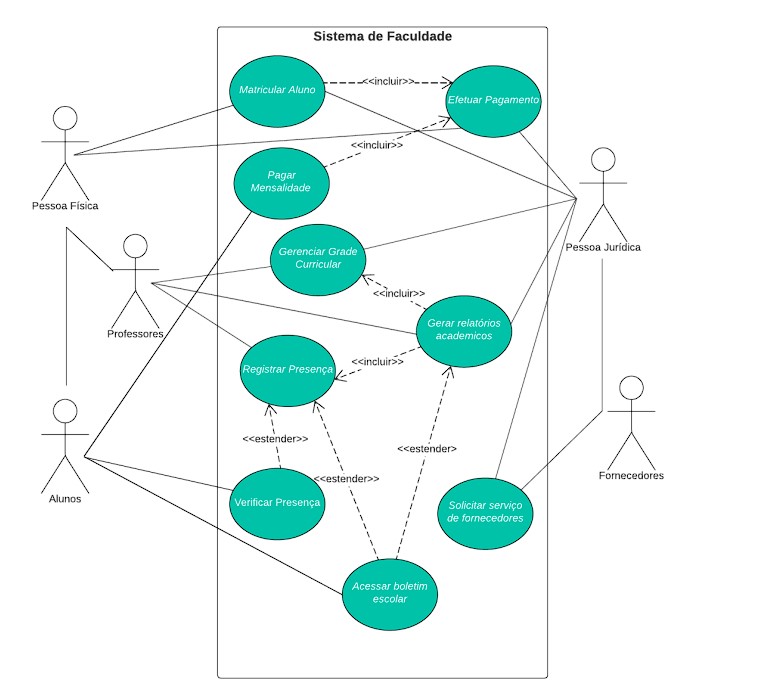 Sistema de Faculdade
Matricular Aluno
<<incluir>>
Efetuar Pagamento
<<incluir>>
Pagar
Mensalidade
Pessoa Física
Pessoa Jurídica
Gerenciar Grade
Curricular
<<incluir>>
Professores
Gerar relatórios
academicos
<<incluir>>
Registrar Presença
<<estender>>
<<estender>
<<estender>>
Alunos
Verificar Presença
Fornecedores
Solicitar serviço
de fornecedores
Acessar boletim
escolar